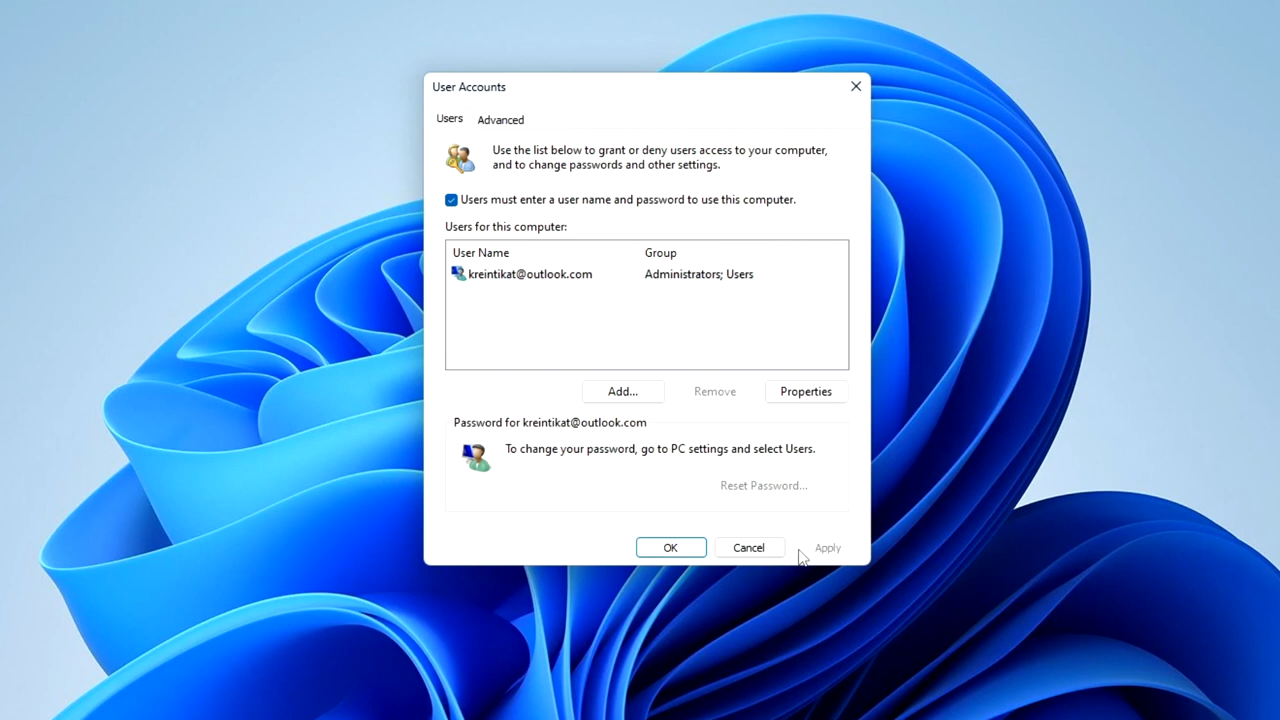 User Accounts
Users
Advanced
Use the list below to grant or deny users access to your computer,
and to change passwords and other settings.
Users must enter a user name and password to use this computer.
Users for this computer:
User Name Group
kreintikat@outlook.com Administrators; Users
Add... Remove Properties
Password for kreintikat@outlook.com
To change your password, go to PC settings and select Users.
Reset Password...
OK Cancel Apply